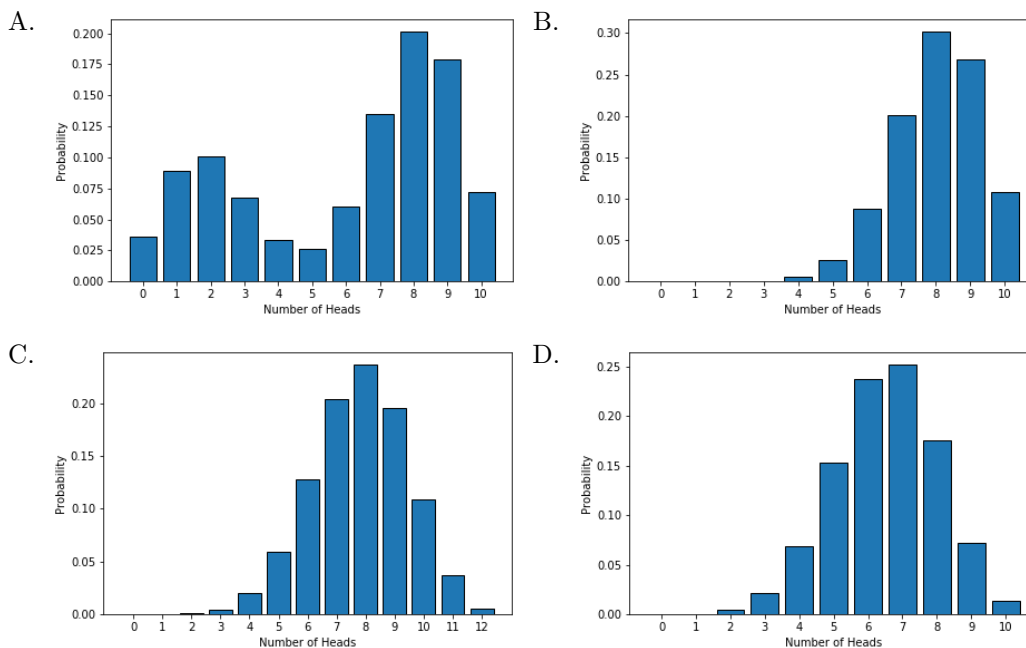 A.
Probability
0.200
0.175
0.150
0.125
0.100
0.075
0.050
0.025
0.000
0 1 2 3 4 5 6 7 8 9 10
Number of Heads
B.
Probability
0.30
0.25
0.20
0.15
0.10
0.05
0.00
0 1 2 3 4 5 6 7 8 9 10
Number of Heads
C.
Probability
0.20
0.15
0.10
0.05
0.00
0 1 2 3 4 5 6 7 8 9 10 11 12
Number of Heads
D.
Probability
0.25
0.20
0.15
0.10
0.05
0.00
0 1 2 3 4 5 6 7 8 9 10
Number of Heads